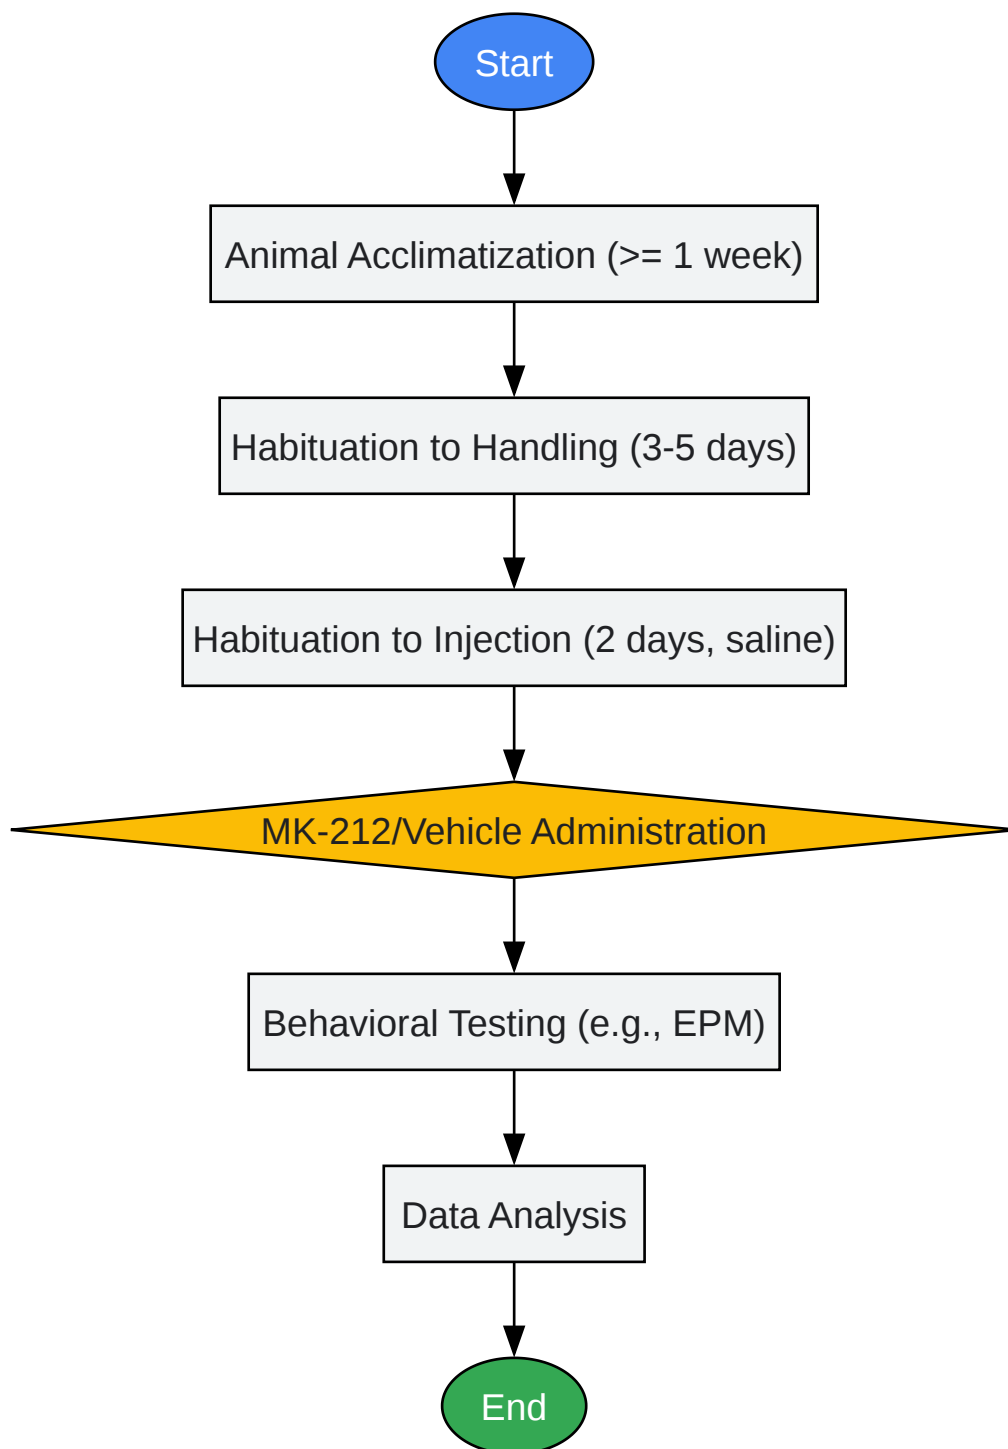 Start
Animal Acclimatization (>= 1 week)
Habituation to Handling (3-5 days)
Habituation to Injection (2 days, saline)
MK-212/Vehicle Administration
Behavioral Testing (e.g., EPM)
Data Analysis
End